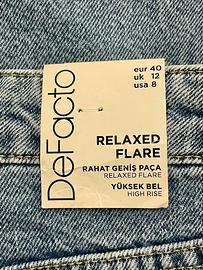 DeFacto
eur 40
uk 12
usa 8
RELAXED
FLARE
RAHAT GENİŞ PAÇA
RELAXED FLARE
YÜKSEK BEL
HIGH RISE